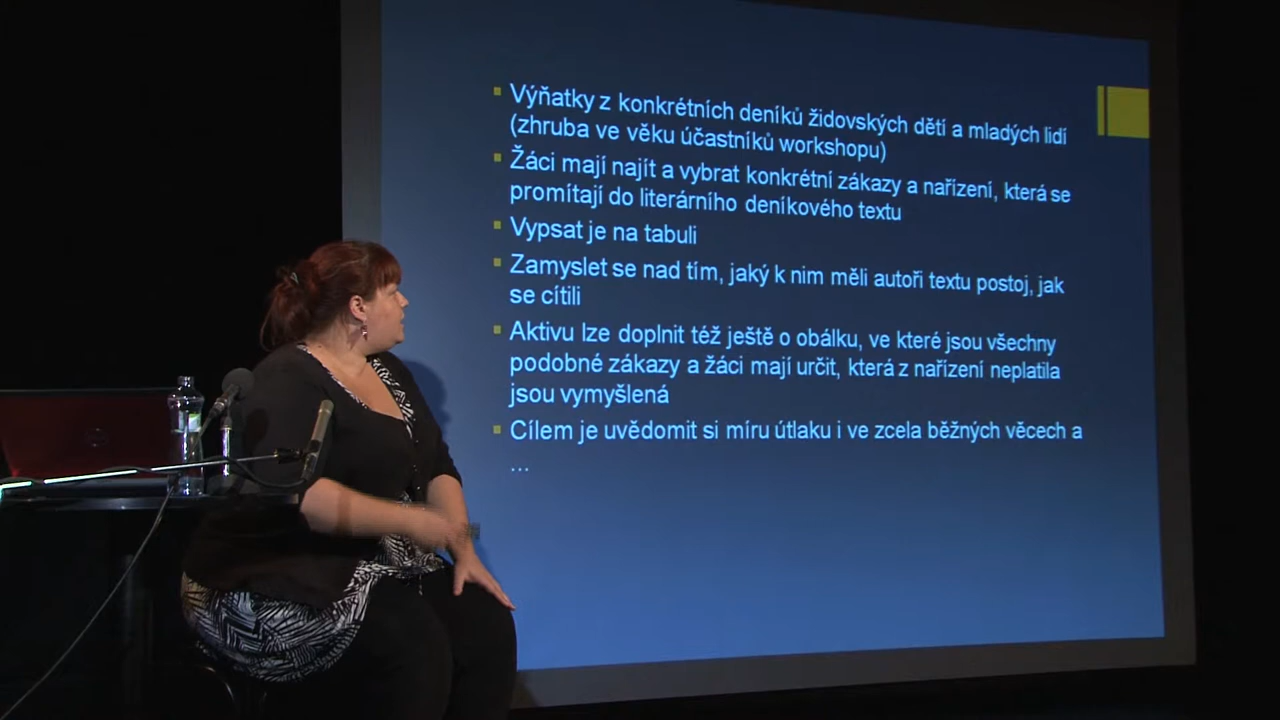 Výňatky z konkrétních deníků židovských dětí a mladých lidí
(zhruba ve věku účastníků workshopu)
Žáci mají najít a vybrat konkrétní zákazy a nařízení, která se
promítají do literárního deníkového textu
Vypsat je na tabuli
Zamyslet se nad tím, jaký k nim měli autoři textu postoj, jak
se cítili
Aktivu lze doplnit též ještě o obálku, ve které jsou všechny
podobné zákazy a žáci mají určit, která z nařízení neplatila
jsou vymyšlená
Cílem je uvědomit si míru útlaku i ve zcela běžných věcech a
...